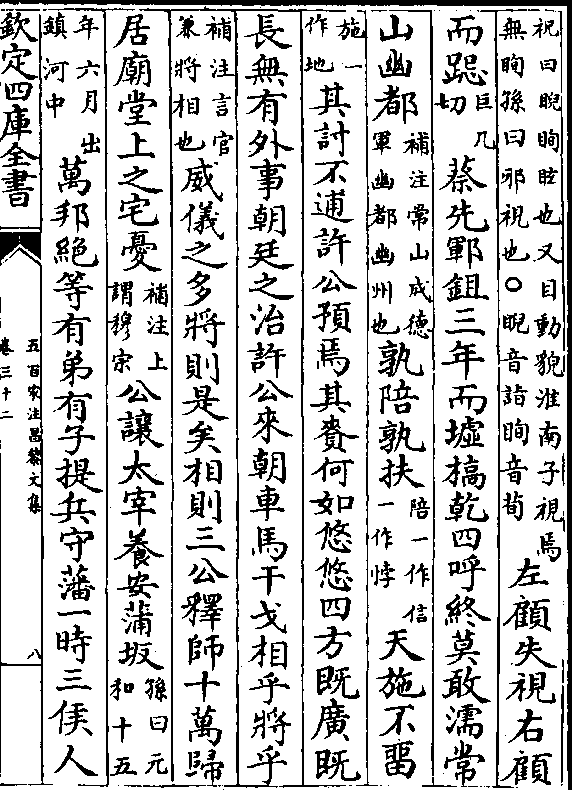 祝曰睨眴眩也又目動貌淮南子視焉無眴孫曰邪視也○睨音詣眴音荀左顧失視右顧
而跽巨几切蔡先鄆鉏三年而墟槁乾四呼終莫敢濡常
山幽都補注常山成德軍幽都幽州也孰陪孰扶陪一作信一作悖天施不留
施一作地其計不逋許公預焉其賚何如悠悠四方既廣既
長無有外事朝廷之治許公來朝車馬干戈相乎將乎
補注言官兼將相也威儀之多將則是矣相則三公釋師十萬歸
居廟堂上之宅憂補注上謂穆宗公讓太宰養安蒲坂孫曰元和十五
年六月出鎮河中萬邦絕等有弟有子提兵守藩一時三侯人
欽定四庫全書
五百家注昌黎文集
卷三十二
八